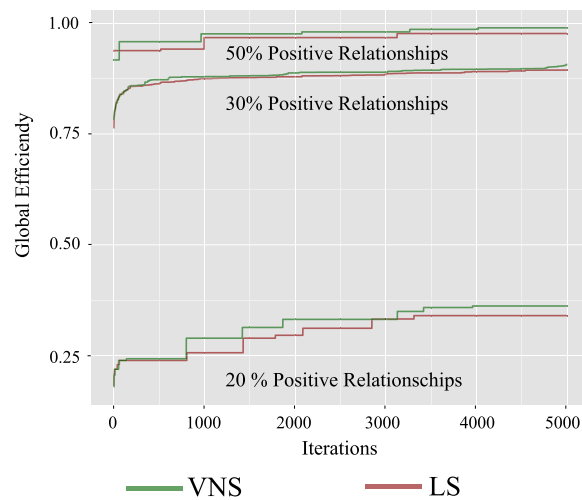 1.00
50% Positive Relationships
30% Positive Relationships
0.75
Global Efficiendy
0.50
0.25
20 % Positive Relationschips
0 1000 2000 3000 4000 5000
Iterations
VNS LS